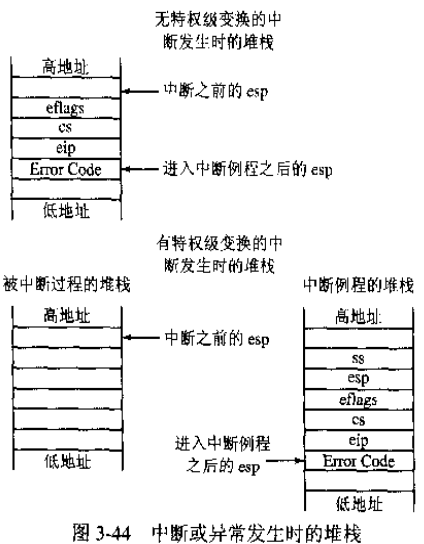 无特权级变换的中
断发生时的堆栈
高地址
中断之前的 esp
eflags
cs
eip
Error Code
进入中断例程之后的 esp
低地址
有特权级变换的中
断发生时的堆栈
被中断过程的堆栈
高地址
中断之前的 esp
低地址
中断例程的堆栈
高地址
ss
esp
eflags
cs
eip
进入中断例程
之后的 esp
Error Code
低地址
图 3-44 中断或异常发生时的堆栈